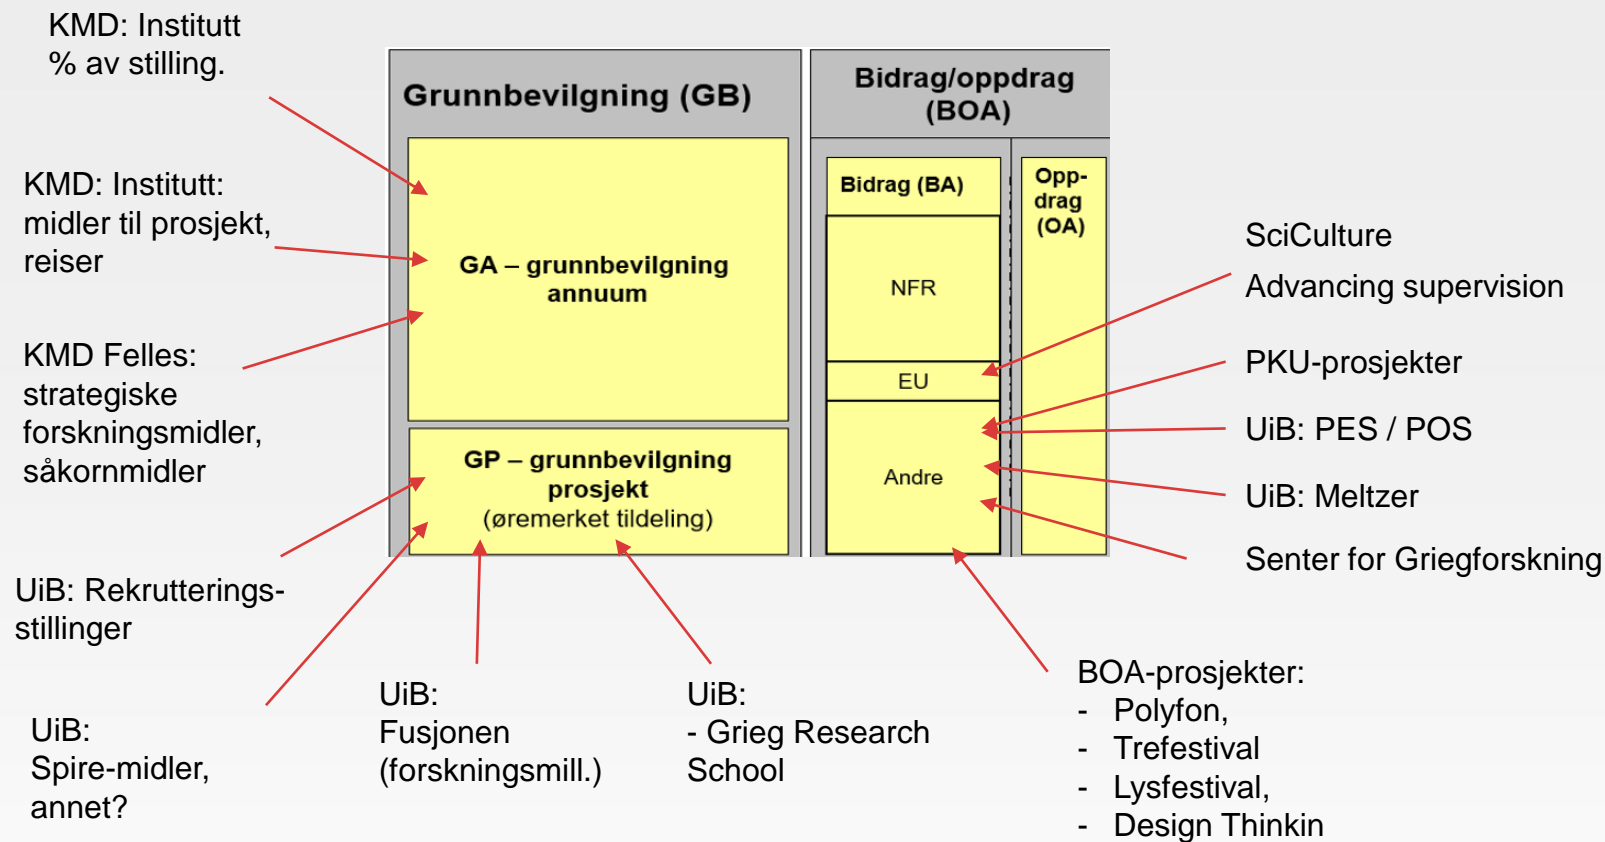 KMD: Institutt
% av stilling.
KMD: Institutt:
midler til prosjekt,
reiser
KMD Felles:
strategiske
forskningsmidler,
såkornmidler
UiB: Rekrutterings-
stillinger
UiB:
Spire-midler,
annet?
Grunnbevilgning (GB)
GA – grunnbevilgning
annuum
GP – grunnbevilgning
prosjekt
(øremerket tildeling)
UiB:
Fusjonen
(forskningsmill.)
UiB:
- Grieg Research
School
Bidrag/oppdrag
(BOA)
Bidrag (BA)
NFR
EU
Andre
Opp-
drag
(OA)
SciCulture
Advancing supervision
PKU-prosjekter
UiB: PES / POS
UiB: Meltzer
Senter for Griegforskning
BOA-prosjekter:
- Polyfon,
- Trefestival
- Lysfestival,
- Design Thinkin